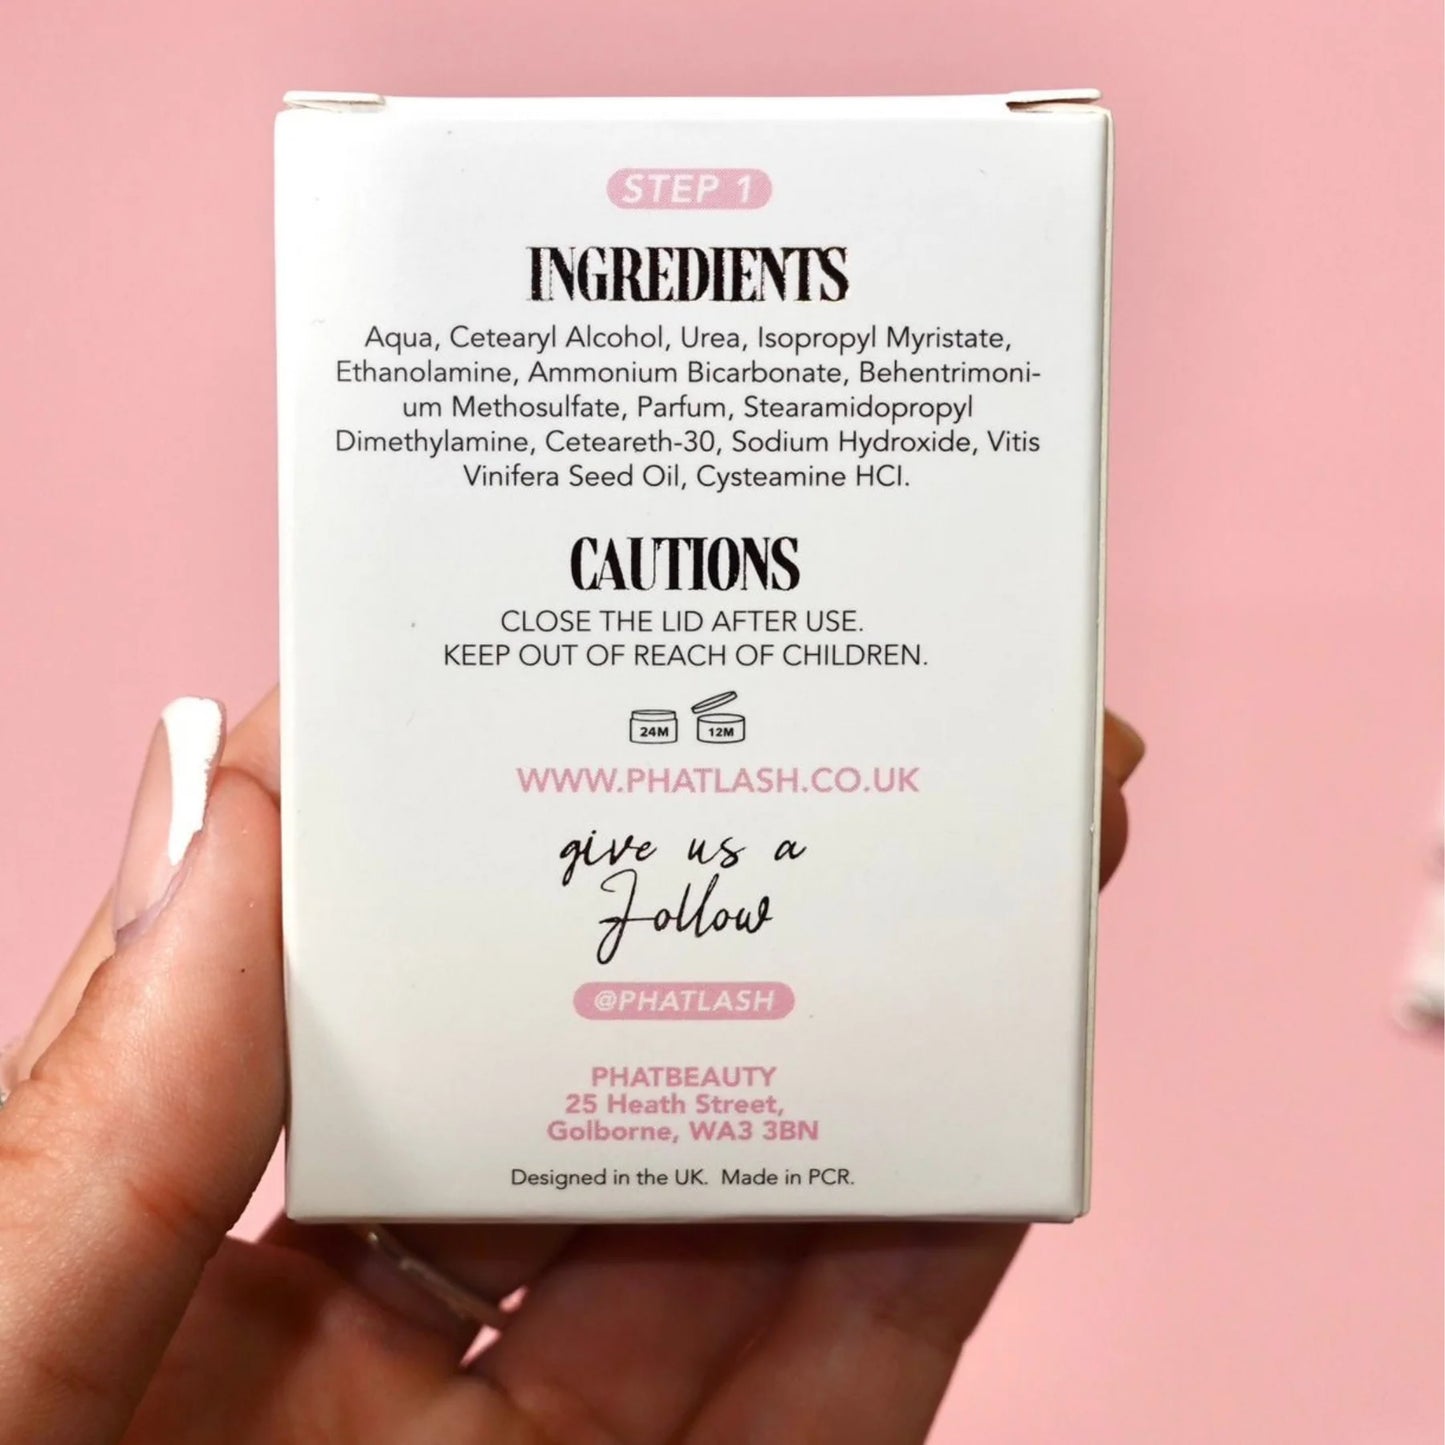 STEP 1
INGREDIENTS
Aqua, Cetearyl Alcohol, Urea, Isopropyl Myristate,
Ethanolamine, Ammonium Bicarbonate, Behentrimoni-
um Methosulfate, Parfum, Stearamidopropyl
Dimethylamine, Ceteareth-30, Sodium Hydroxide, Vitis
Vinifera Seed Oil, Cysteamine HCI.
CAUTIONS
CLOSE THE LID AFTER USE.
KEEP OUT OF REACH OF CHILDREN.
24M 12M
WWW.PHATLASH.CO.UK
give us a
Follow
@PHATLASH
PHATBEAUTY
25 Heath Street,
Golborne, WA3 3BN
Designed in the UK. Made in PCR.